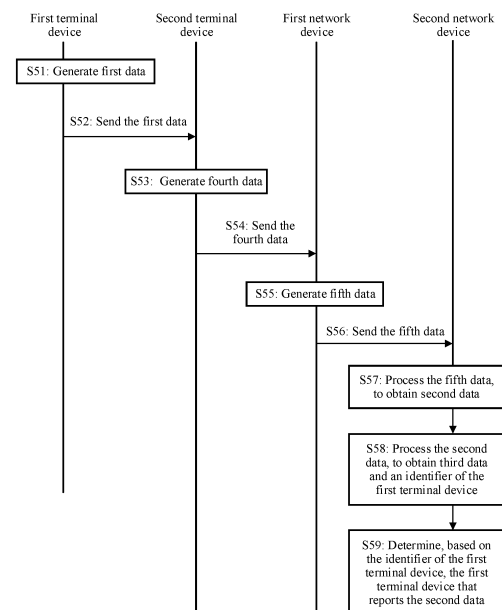 First terminal
device
Second terminal
device
First network
device
Second network
device
S51: Generate first data
S52: Send the first data
S53: Generate fourth data
S54: Send the
fourth data
S55: Generate fifth data
S56: Send the fifth data
S57: Process the fifth data,
to obtain second data
S58: Process the second
data, to obtain third data
and an identifier of the
first terminal device
S59: Determine, based on
the identifier of the first
terminal device, the first
terminal device that
reports the second data